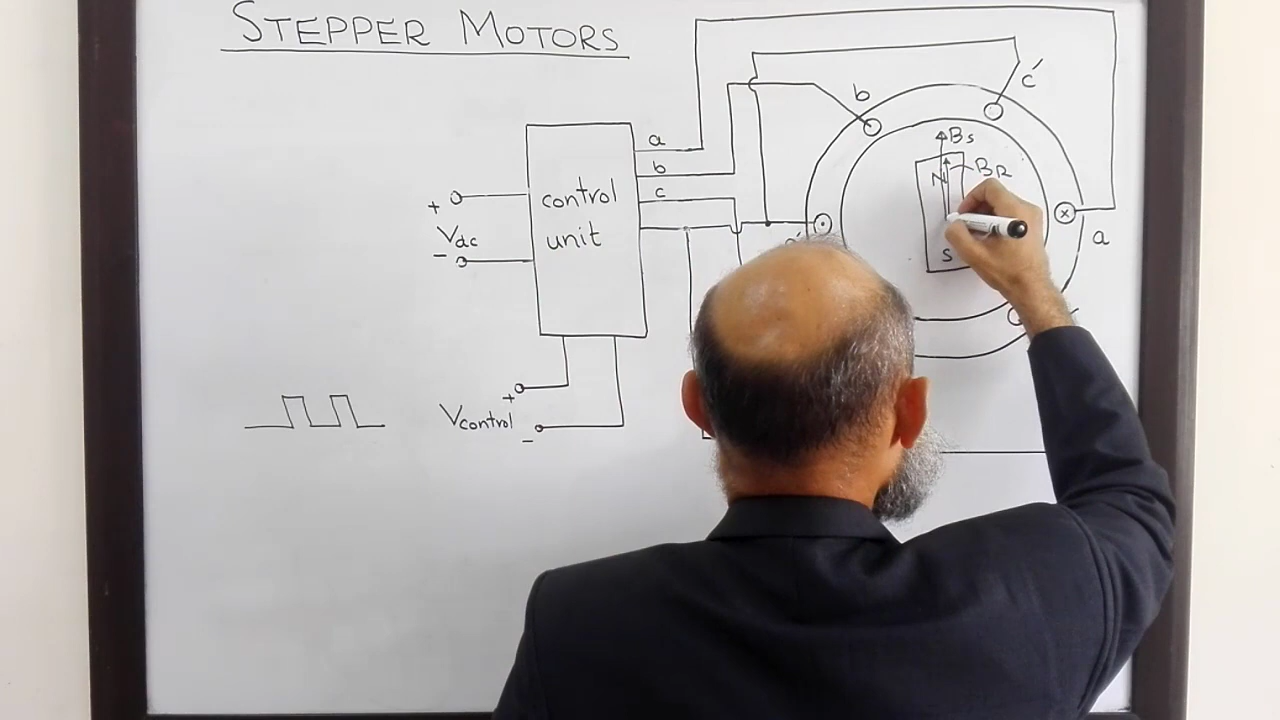 STEPPER MOTORS
c′
b
Bs
a
BR
b
N
control
c
+
unit
Vdc
a′
a
−
S
+
Vcontrol
−